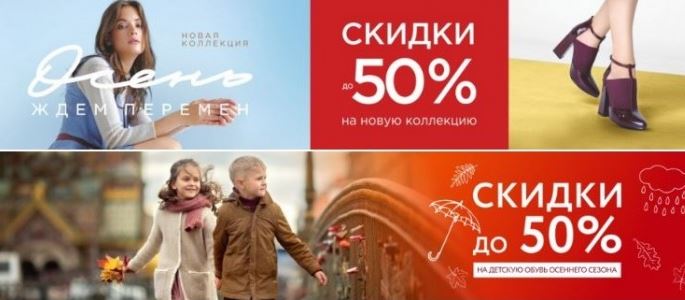 НОВАЯ
КОЛЛЕКЦИЯ
Осень
ЖДЕМ ПЕРЕМЕН
СКИДКИ
до 50%
на новую коллекцию
СКИДКИ
до 50%
НА ДЕТСКУЮ ОБУВЬ ОСЕННЕГО СЕЗОНА